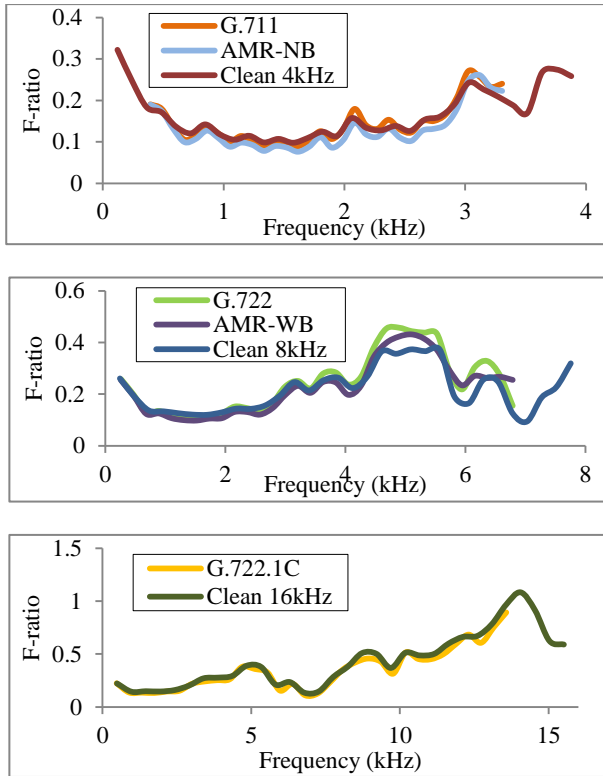 0.4
0.3
0.2
0.1
0
F-ratio
G.711
AMR-NB
Clean 4kHz
0 1 2 3 4
Frequency (kHz)
0.6
0.4
0.2
0
F-ratio
G.722
AMR-WB
Clean 8kHz
0 2 4 6 8
Frequency (kHz)
1.5
1
0.5
0
F-ratio
G.722.1C
Clean 16kHz
0 5 10 15
Frequency (kHz)